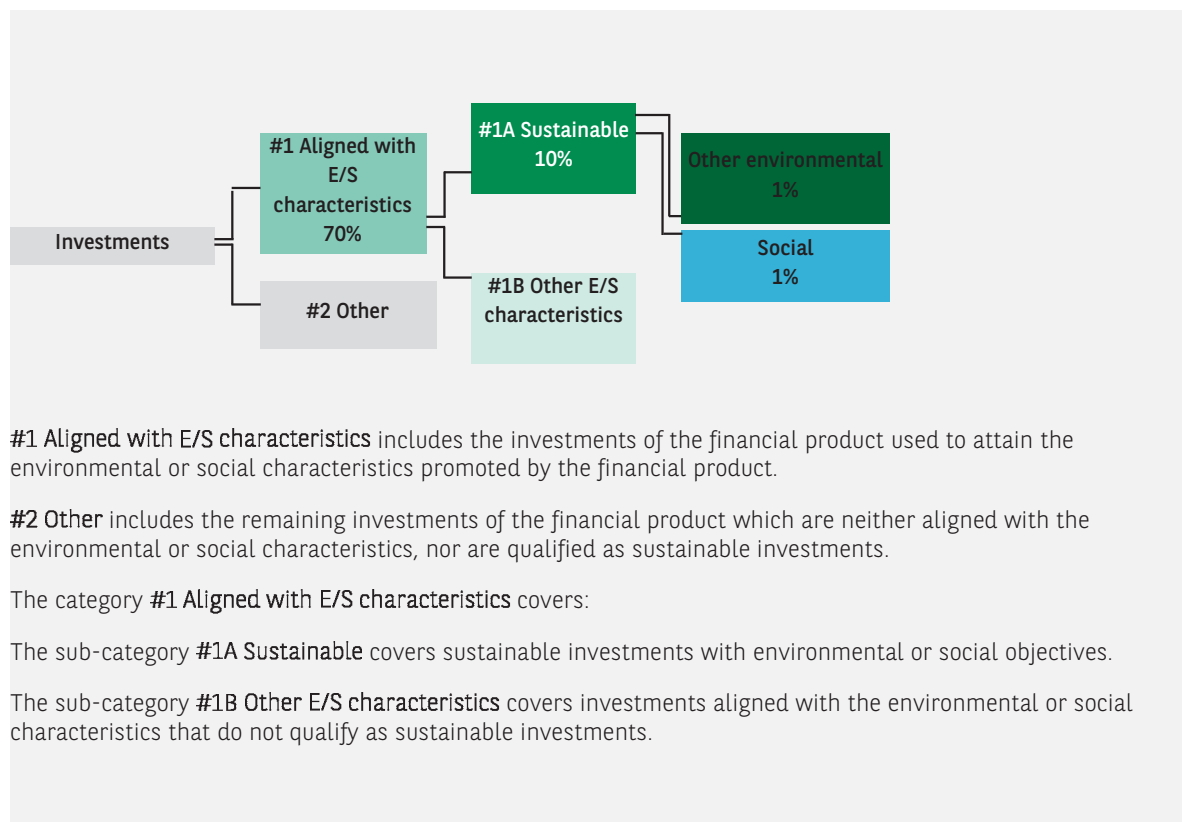 #1A Sustainable
10%
#1 Aligned with
E/S
characteristics
70%
Other environmental
1%
Investments
Social
1%
#2 Other
#1B Other E/S
characteristics
#1 Aligned with E/S characteristics includes the investments of the financial product used to attain the
environmental or social characteristics promoted by the financial product.
#2 Other includes the remaining investments of the financial product which are neither aligned with the
environmental or social characteristics, nor are qualified as sustainable investments.
The category #1 Aligned with E/S characteristics covers:
The sub-category #1A Sustainable covers sustainable investments with environmental or social objectives.
The sub-category #1B Other E/S characteristics covers investments aligned with the environmental or social
characteristics that do not qualify as sustainable investments.